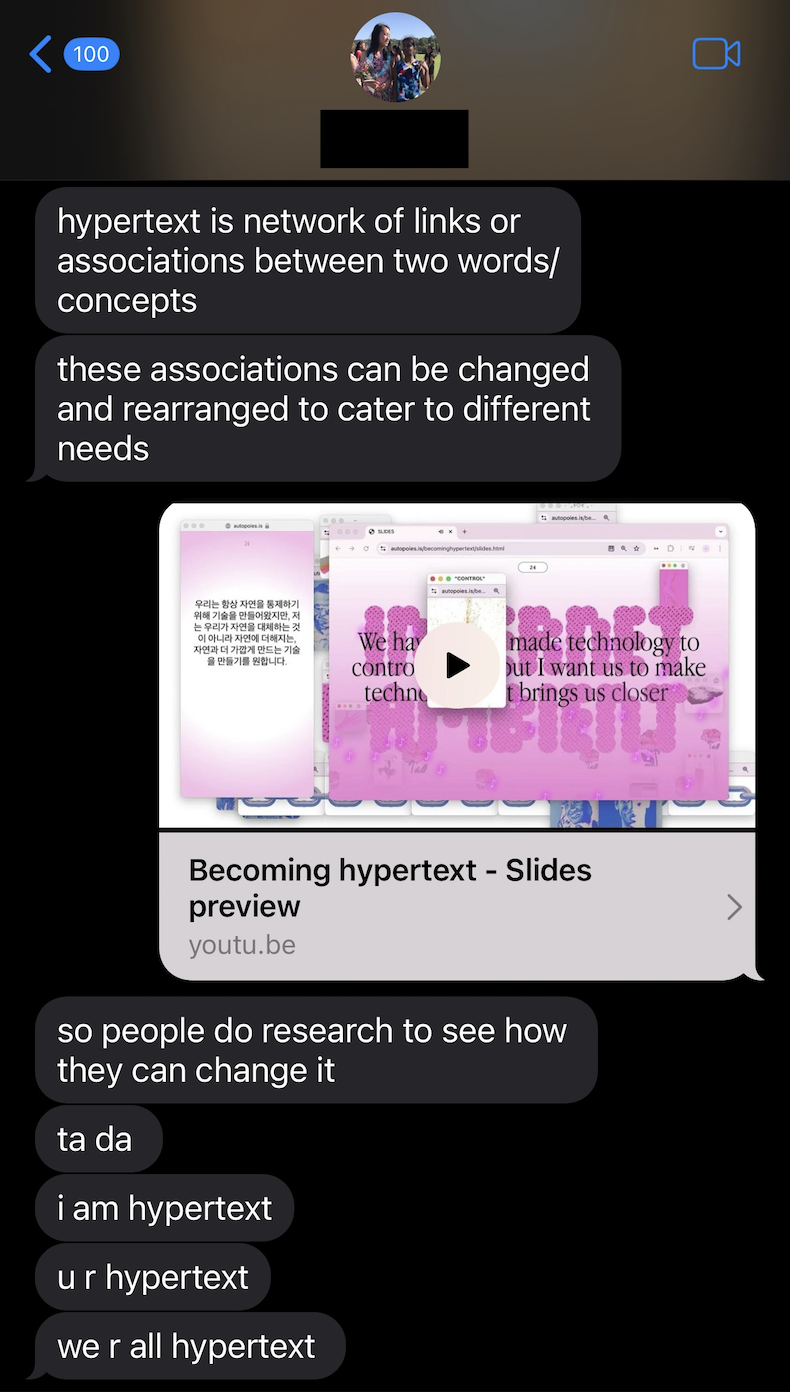 100
hypertext is network of links or
associations between two words/
concepts
these associations can be changed
and rearranged to cater to different
needs
autopoies.is
24
우리는 항상 자연을 통제하기
위해 기술을 만들어왔지만, 저
는 우리가 자연을 대체하는 것
이 아니라 자연에 더해지는,
자연과 더 가깝게 만드는 기술
을 만들기를 원합니다.
autopoies.is/be...
SLIDES
autopoies.is/becominghypertext/slides.html
24
"CONTROL"
autopoies.is/be...
INTERNET
We hav made technology to
contro out I want us to make
techno t brings us closer
AMBIENT
Becoming hypertext - Slides
preview
youtu.be
so people do research to see how
they can change it
ta da
i am hypertext
u r hypertext
we r all hypertext